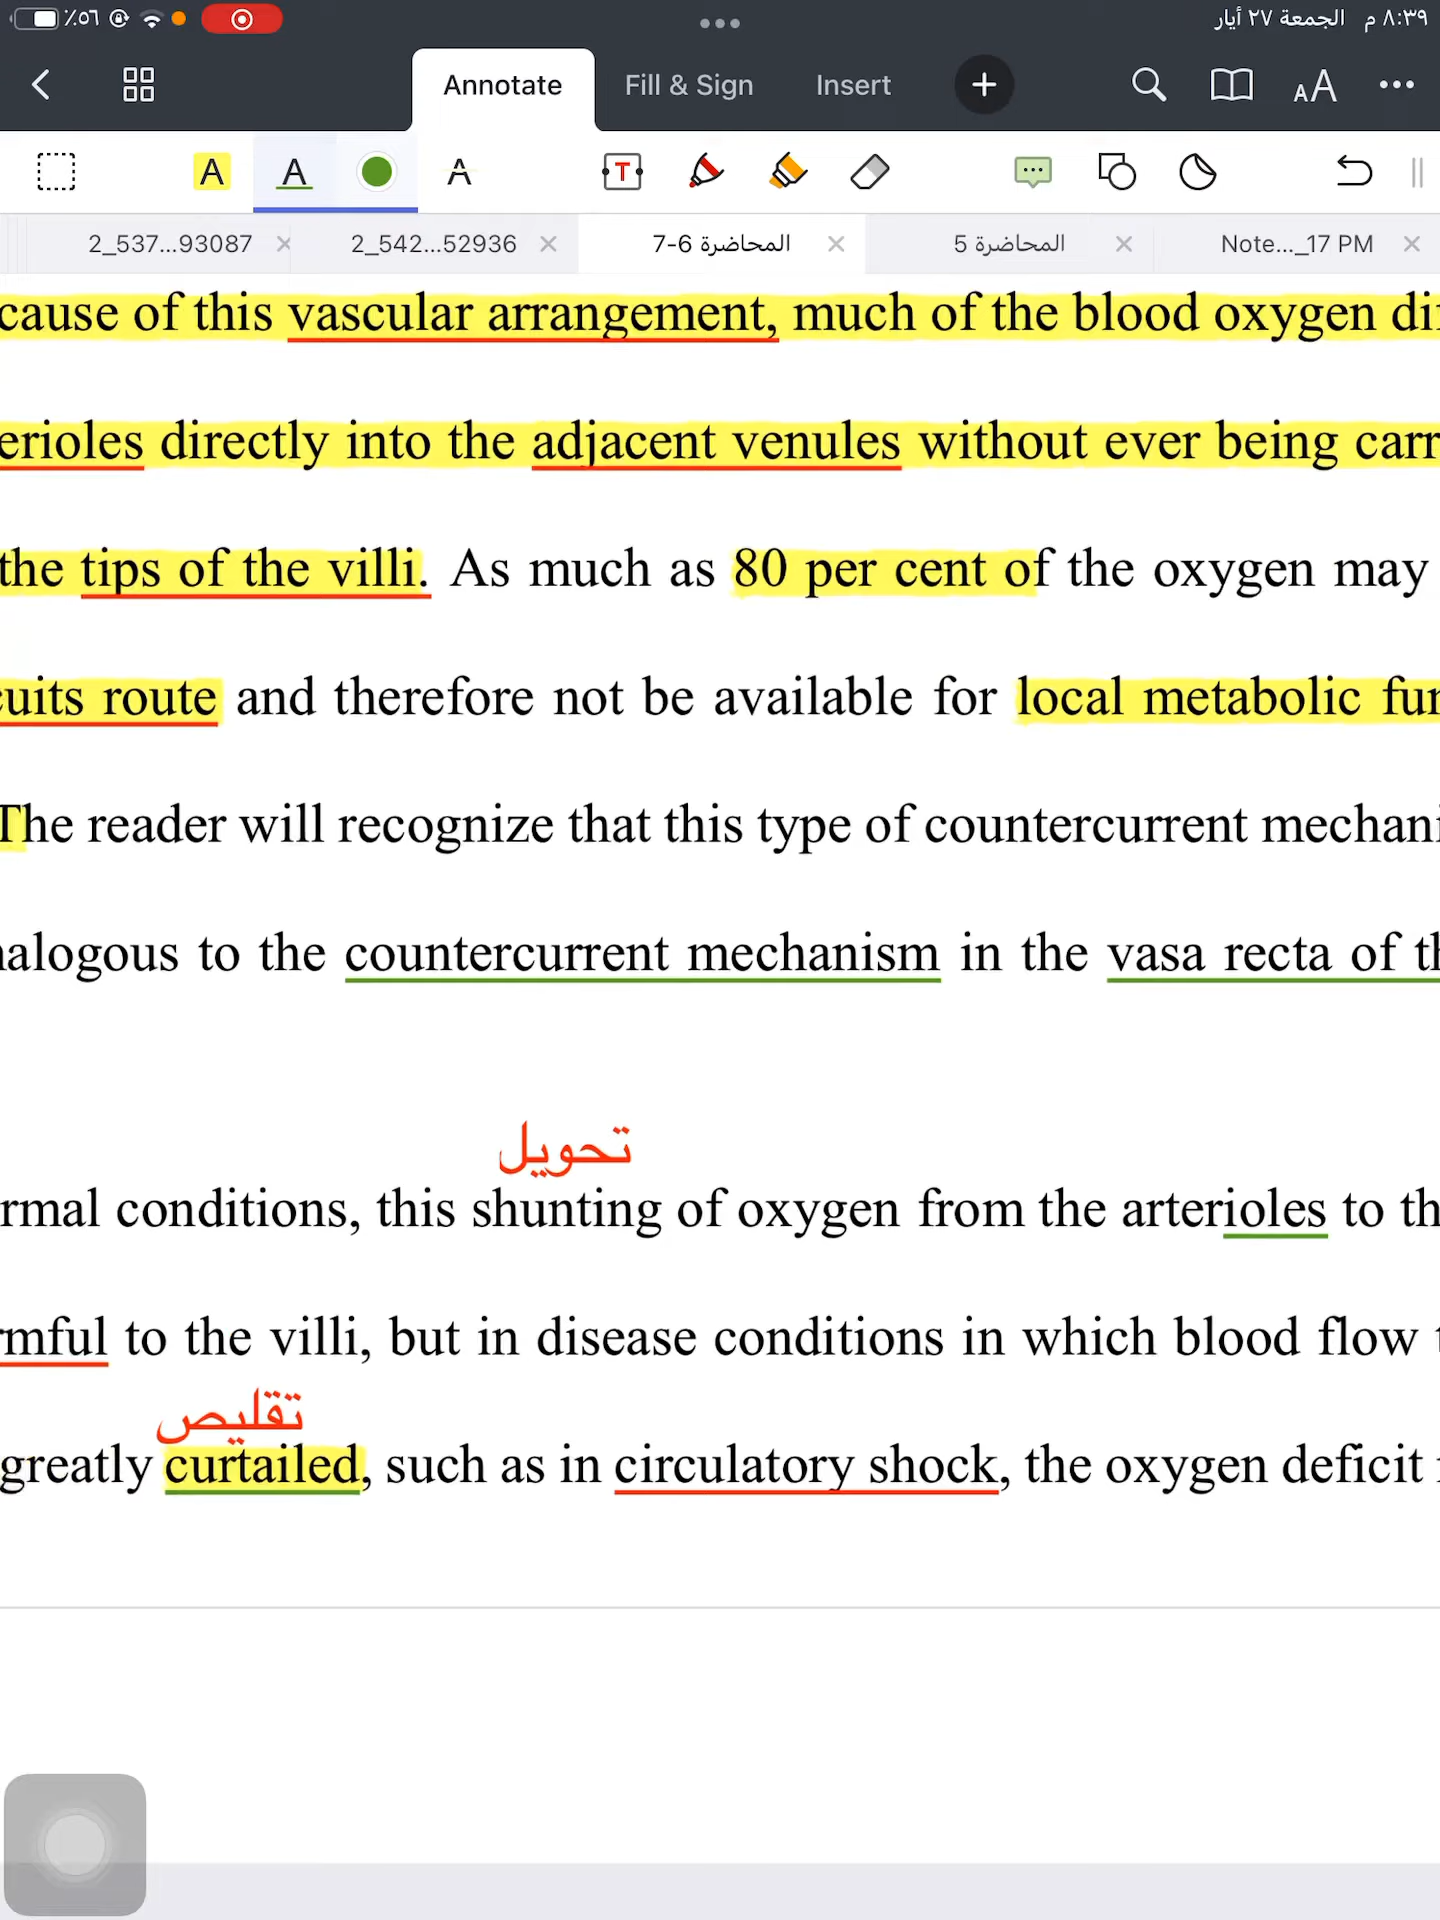 ٪٥٦
٨:٣٩ م الجمعة ٢٧ أيار
Annotate Fill & Sign Insert
AA
A A A T
2_537...93087 2_542...52936 المحاضرة 6-7 المحاضرة 5 Note..._17 PM
cause of this vascular arrangement, much of the blood oxygen dif
erioles directly into the adjacent venules without ever being carr
the tips of the villi. As much as 80 per cent of the oxygen may
cuits route and therefore not be available for local metabolic fun
The reader will recognize that this type of countercurrent mechani
nalogous to the countercurrent mechanism in the vasa recta of th
تحويل
rmal conditions, this shunting of oxygen from the arterioles to th
rmful to the villi, but in disease conditions in which blood flow t
تقليص
greatly curtailed, such as in circulatory shock, the oxygen deficit